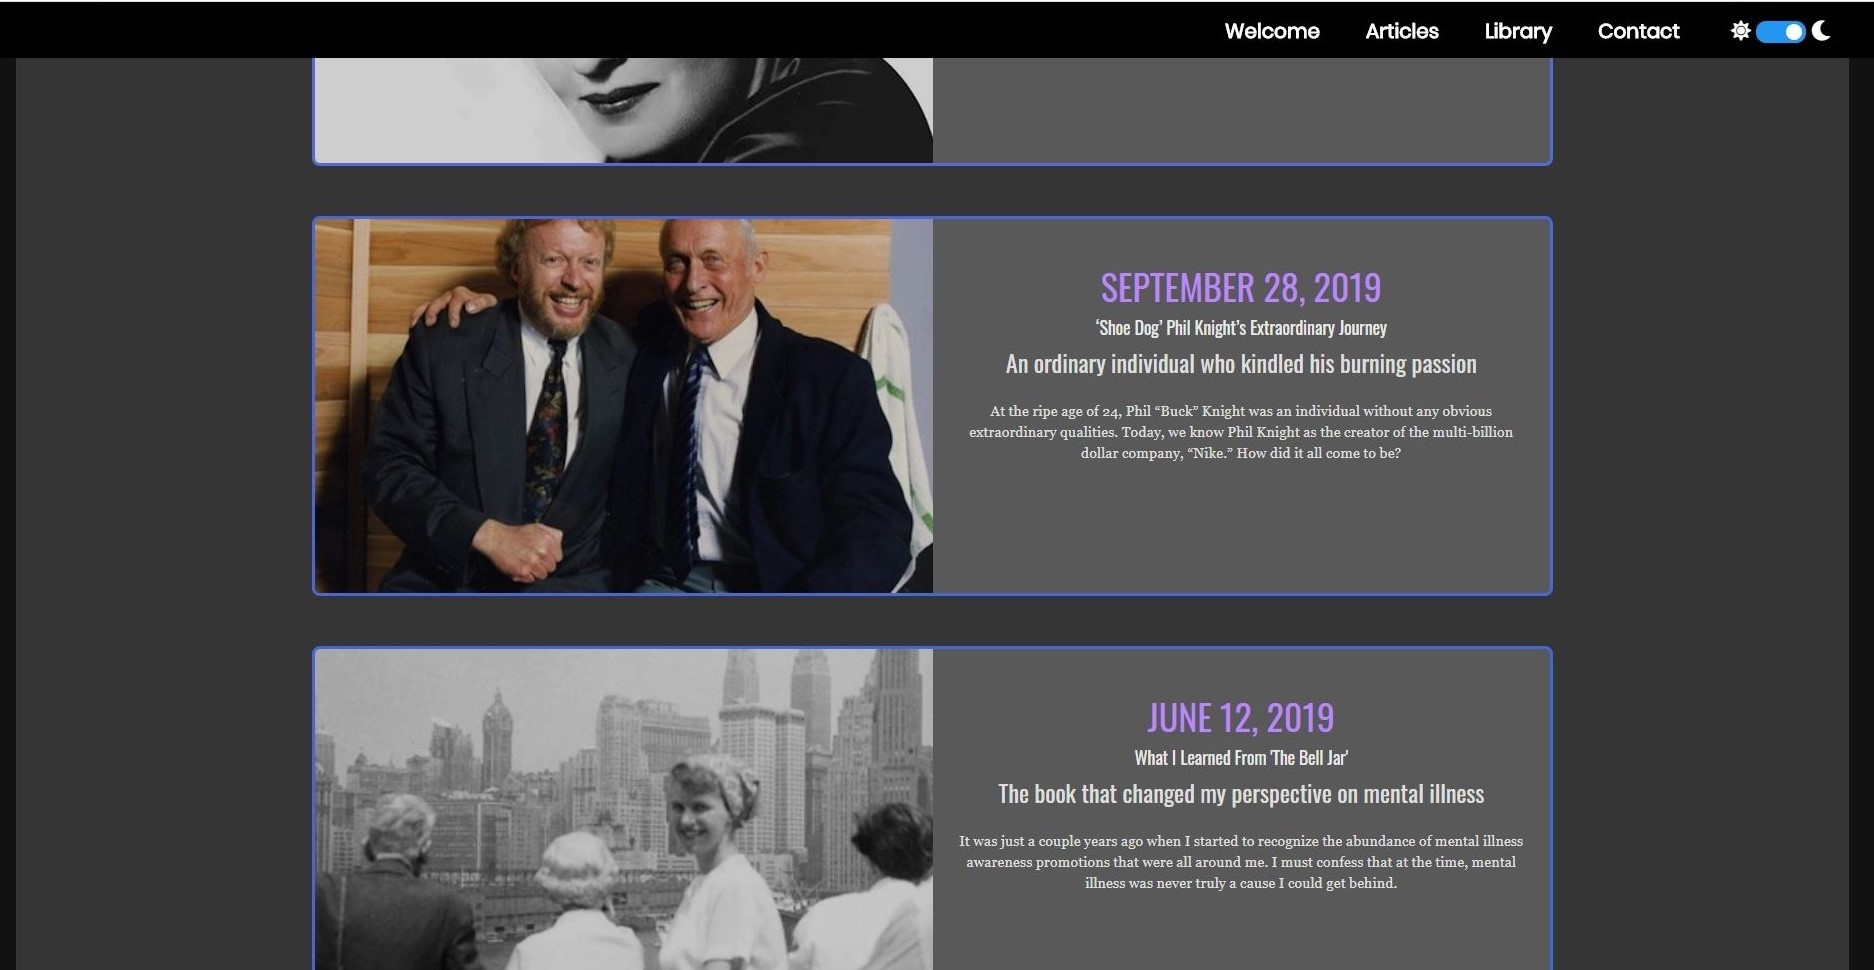 Welcome Articles Library Contact
SEPTEMBER 28, 2019
‘Shoe Dog’ Phil Knight’s Extraordinary Journey
An ordinary individual who kindled his burning passion
At the ripe age of 24, Phil “Buck” Knight was an individual without any obvious
extraordinary qualities. Today, we know Phil Knight as the creator of the multi-billion
dollar company, “Nike.” How did it all come to be?
JUNE 12, 2019
What I Learned From 'The Bell Jar'
The book that changed my perspective on mental illness
It was just a couple years ago when I started to recognize the abundance of mental illness
awareness promotions that were all around me. I must confess that at the time, mental
illness was never truly a cause I could get behind.